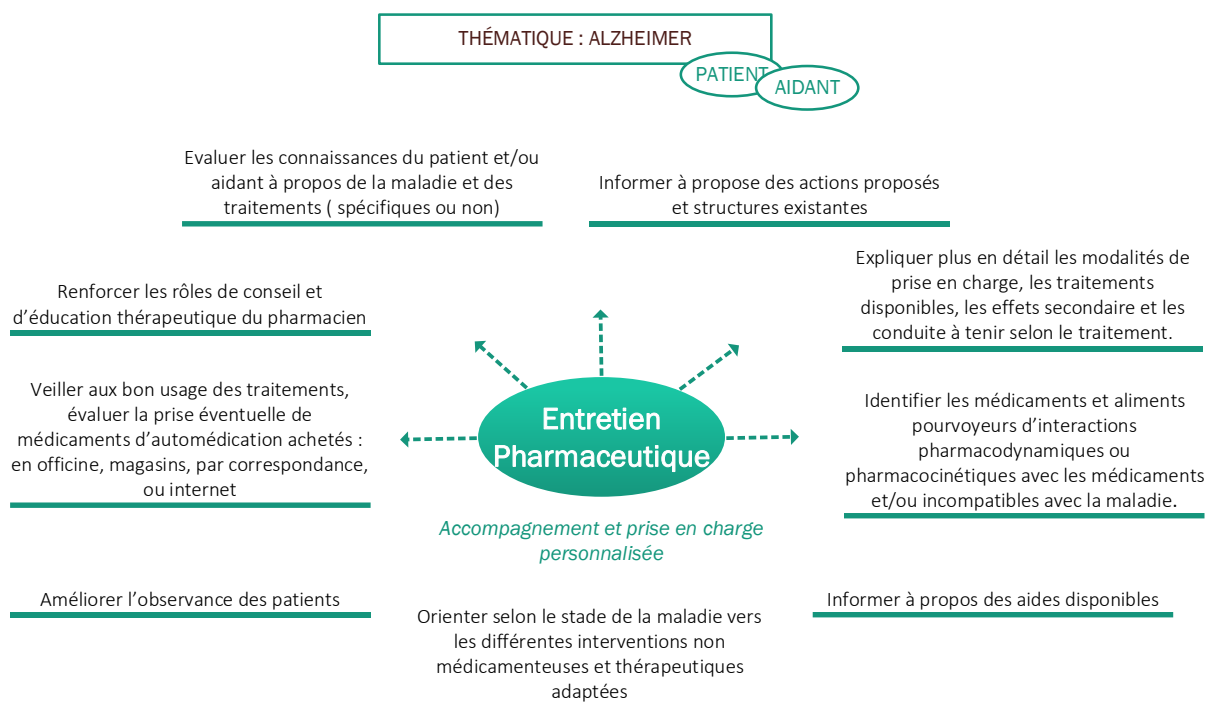 THÉMATIQUE : ALZHEIMER
PATIENT
AIDANT
Evaluer les connaissances du patient et/ou
aidant à propos de la maladie et des
traitements ( spécifiques ou non)
Informer à propose des actions proposés
et structures existantes
Renforcer les rôles de conseil et
d’éducation thérapeutique du pharmacien
Expliquer plus en détail les modalités de
prise en charge, les traitements
disponibles, les effets secondaire et les
conduite à tenir selon le traitement.
Veiller aux bon usage des traitements,
évaluer la prise éventuelle de
médicaments d’automédication achetés :
en officine, magasins, par correspondance,
ou internet
Entretien
Pharmaceutique
Identifier les médicaments et aliments
pourvoyeurs d’interactions
pharmacodynamiques ou
pharmacocinétiques avec les médicaments
et/ou incompatibles avec la maladie.
Accompagnement et prise en charge
personnalisée
Améliorer l’observance des patients
Orienter selon le stade de la maladie vers
les différentes interventions non
médicamenteuses et thérapeutiques
adaptées
Informer à propos des aides disponibles